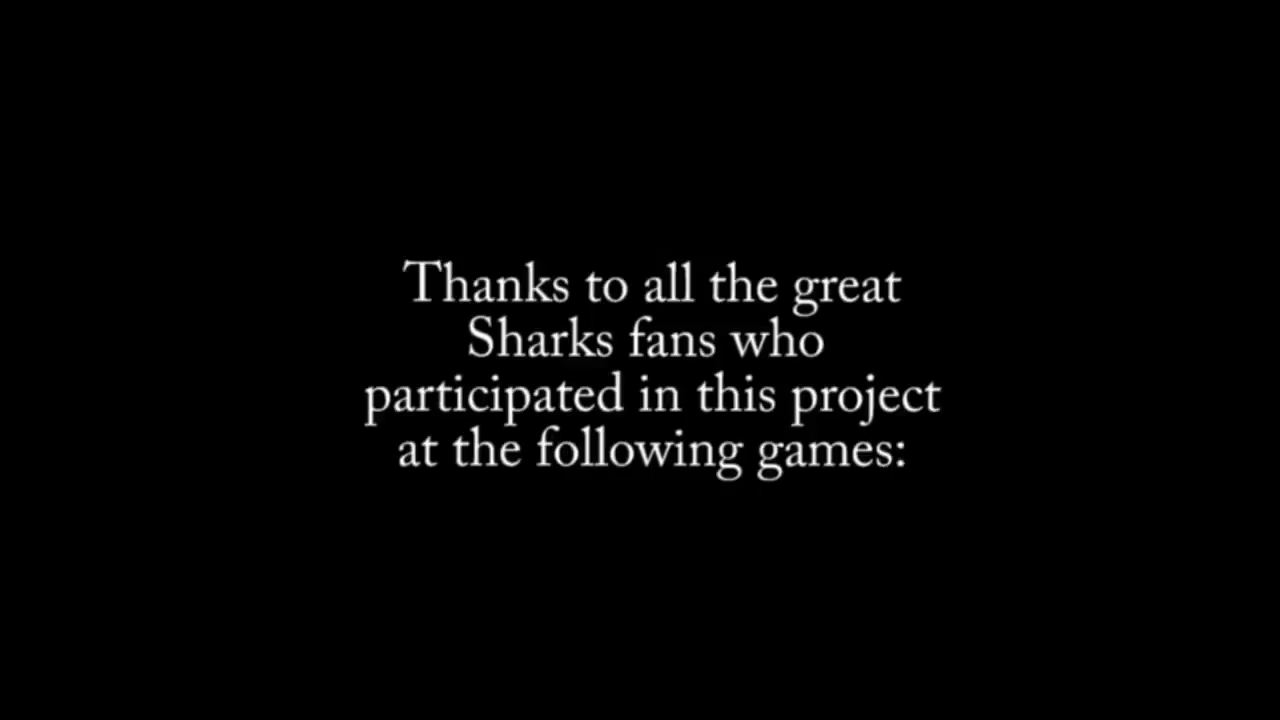 Thanks to all the great
Sharks fans who
participated in this project
at the following games: